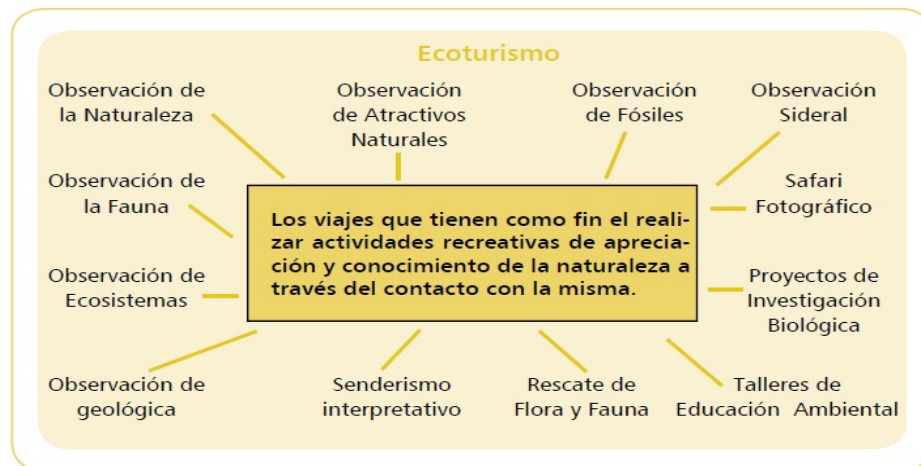 Ecoturismo
Observación de
la Naturaleza
Observación
de Atractivos
Naturales
Observación
de Fósiles
Observación
Sideral
Observación de
la Fauna
Safari
Fotográfico
Los viajes que tienen como fin el reali-
zar actividades recreativas de aprecia-
ción y conocimiento de la naturaleza a
través del contacto con la misma.
Observación de
Ecosistemas
Proyectos de
Investigación
Biológica
Observación de
geológica
Senderismo
interpretativo
Rescate de
Flora y Fauna
Talleres de
Educación Ambiental